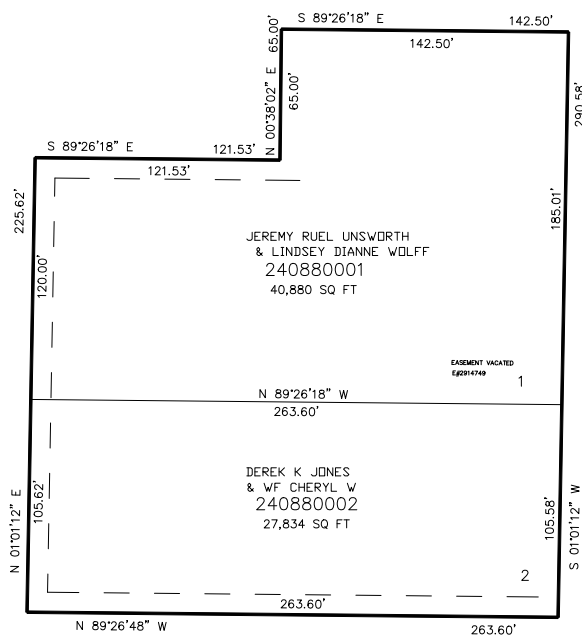 S 89°26'18" E 142.50'
142.50'
65.00'
N 00°38'02" E
65.00'
290.58'
S 89°26'18" E 121.53'
121.53'
225.62'
120.00'
185.01'
JEREMY RUEL UNSWORTH
& LINDSEY DIANNE WOLFF
240880001
40,880 SQ FT
EASEMENT VACATED
E#2914749
1
N 89°26'18" W
263.60'
DEREK K JONES
& WF CHERYL W
240880002
27,834 SQ FT
N 01°01'12" E
105.62'
105.58'
S 01°01'12" W
2
263.60'
N 89°26'48" W 263.60'